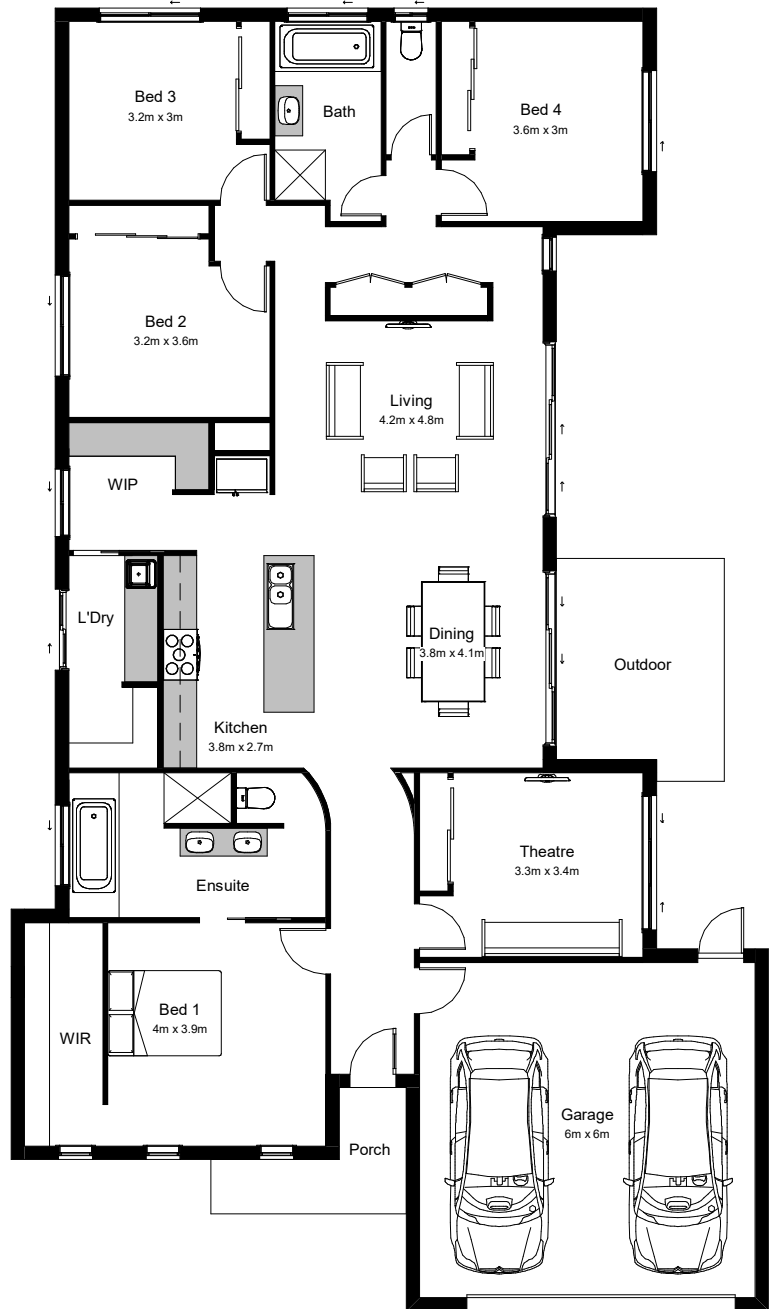 Bed 3
3.2m x 3m
Bath
Bed 4
3.6m x 3m
Bed 2
3.2m x 3.6m
Living
4.2m x 4.8m
WIP
L'Dry
Dining
3.8m x 4.1m
Outdoor
Kitchen
3.8m x 2.7m
Theatre
3.3m x 3.4m
Ensuite
Bed 1
4m x 3.9m
WIR
Garage
6m x 6m
Porch